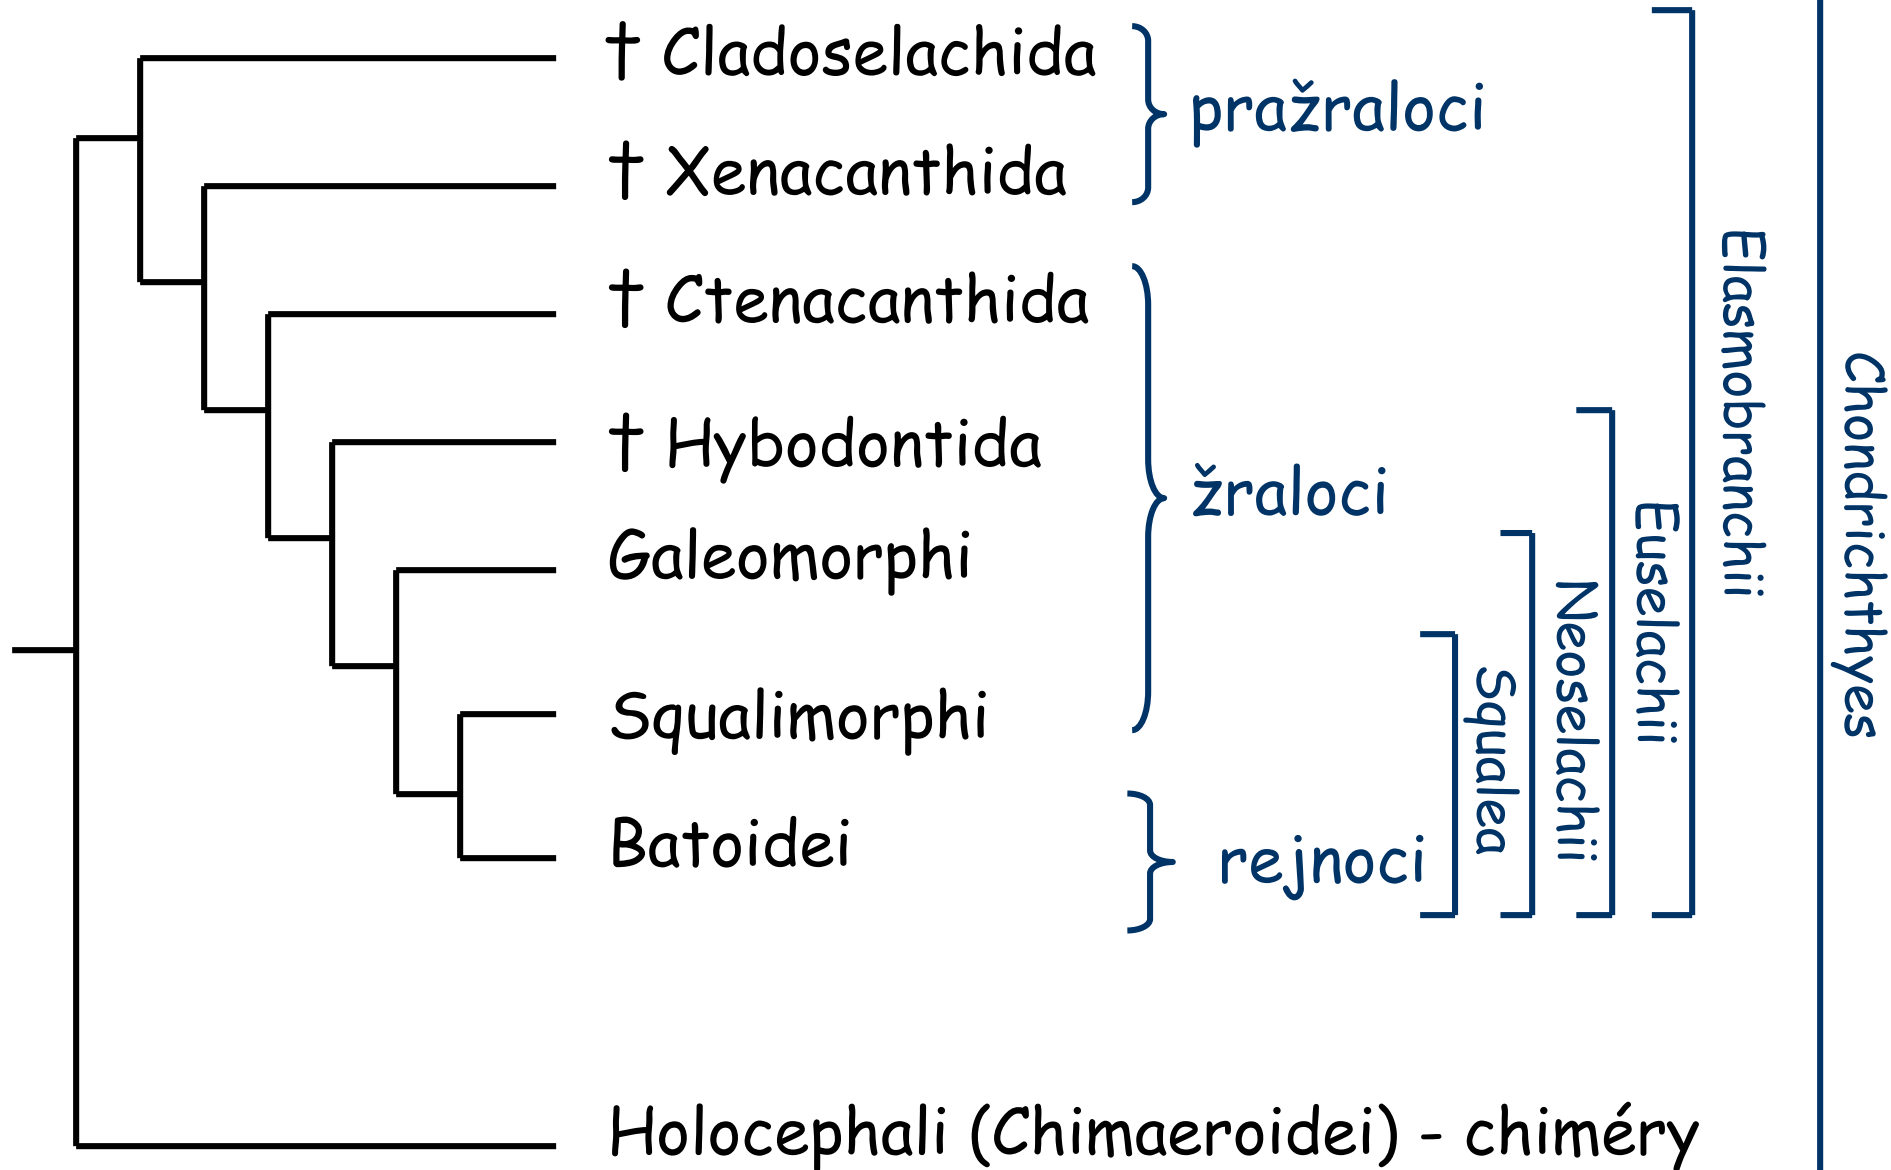 † Cladoselachida
pražraloci
† Xenacanthida
† Ctenacanthida
† Hybodontida
žraloci
Galeomorphi
Squalimorphi
Batoidei
rejnoci
Squalea
Neoselachii
Euselachii
Elasmobranchii
Chondrichthyes
Holocephali (Chimaeroidei) - chiméry